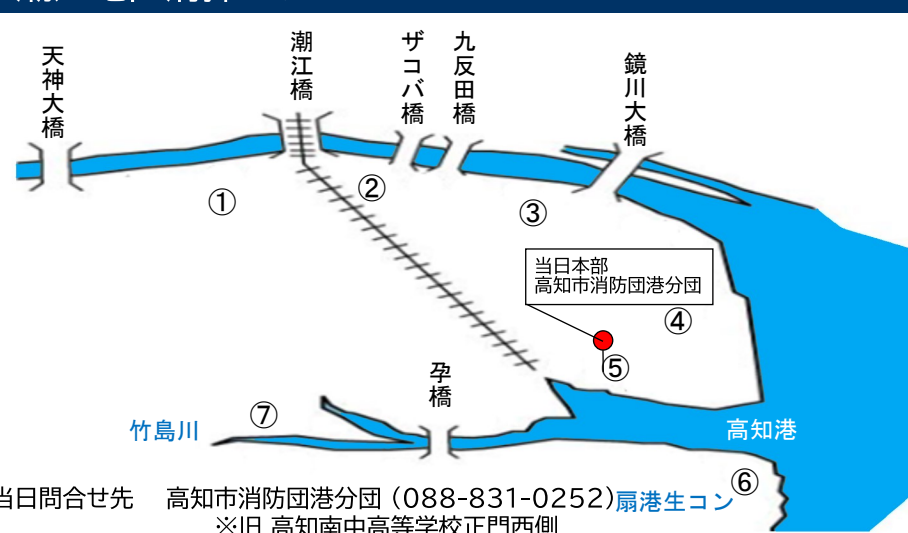 天神大橋
潮江橋
ザコバ橋
九反田橋
鏡川大橋
①
②
③
当日本部
高知市消防団港分団
④
⑤
孕橋
⑦
竹島川
高知港
⑥
当日問合せ先 高知市消防団港分団（088-831-0252）扇港生コン
※旧 高知南中高等学校正門西側